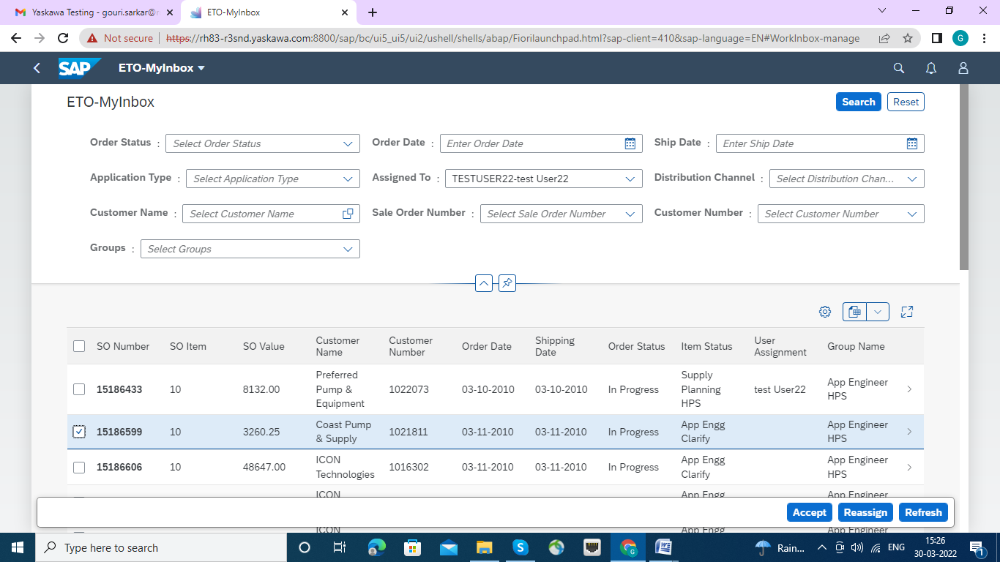 Yaskawa Testing - gouri.sarkar@r
ETO-MyInbox
Not secure
https://rh83-r3snd.yaskawa.com:8800/sap/bc/ui5_ui5/ui2/ushell/shells/abap/Fiorilaunchpad.html?sap-client=410&sap-language=EN#WorkInbox-manage
G
SAP
ETO-MyInbox
ETO-MyInbox
Search
Reset
Order Status : Select Order Status
Order Date : Enter Order Date
Ship Date : Enter Ship Date
Application Type : Select Application Type
Assigned To : TESTUSER22-test User22
Distribution Channel : Select Distribution Chan...
Customer Name : Select Customer Name
Sale Order Number : Select Sale Order Number
Customer Number : Select Customer Number
Groups : Select Groups
SO Number SO Item SO Value Customer Name Customer Number Order Date Shipping Date Order Status Item Status User Assignment Group Name
15186433 10 8132.00 Preferred Pump & Equipment 1022073 03-10-2010 03-10-2010 In Progress Supply Planning HPS test User22 App Engineer HPS
15186599 10 3260.25 Coast Pump & Supply 1021811 03-11-2010 03-11-2010 In Progress App Engg Clarify App Engineer HPS
15186606 10 48647.00 ICON Technologies 1016302 03-11-2010 03-11-2010 In Progress App Engg Clarify App Engineer HPS
ICON App Engg App Engineer
Accept
Reassign
Refresh
ICON App Engg App Engineer
Type here to search
Rain...
ENG
15:26
30-03-2022
1